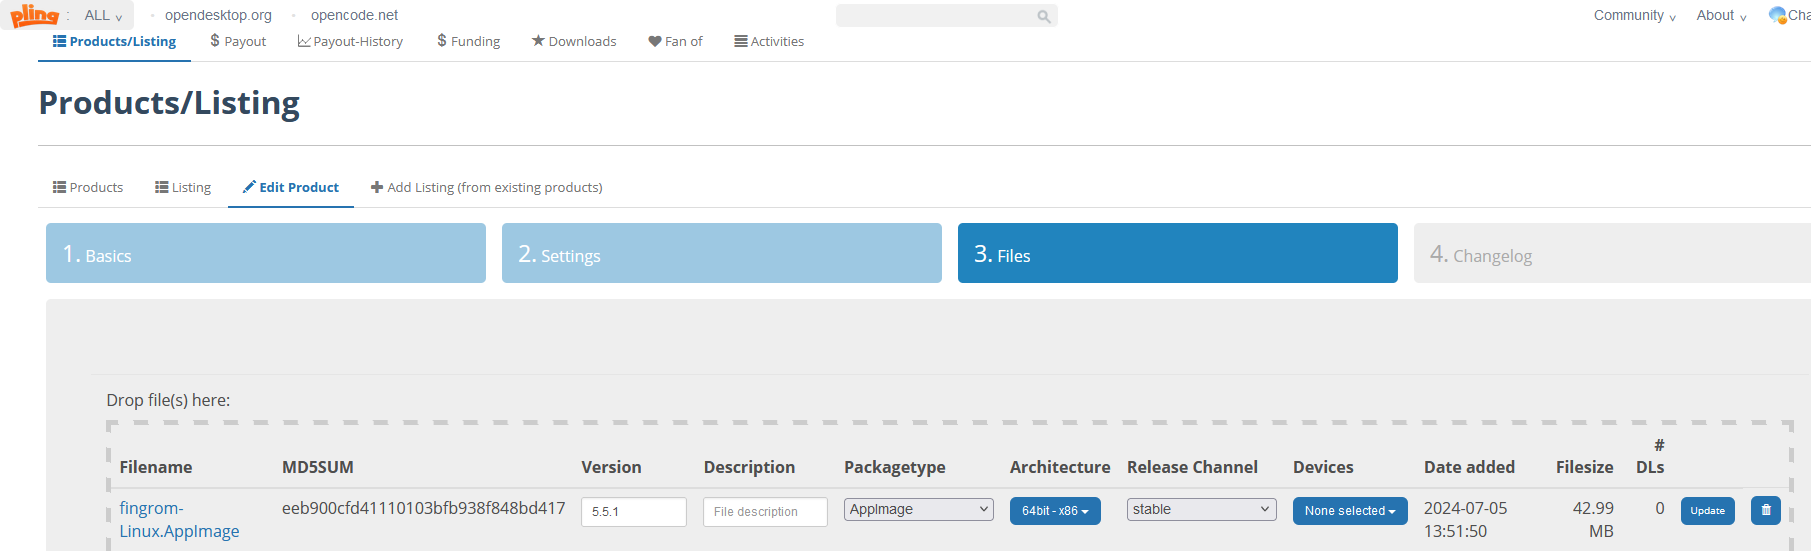 pling : ALL opendesktop.org opencode.net Community About Cha
Products/Listing $ Payout Payout-History $ Funding Downloads Fan of Activities
Products/Listing
Products Listing Edit Product Add Listing (from existing products)
1. Basics 2. Settings 3. Files 4. Changelog
Drop file(s) here:
#
Filename MD5SUM Version Description Packagetype Architecture Release Channel Devices Date added Filesize DLs
fingrom- eeb900cfd41110103bfb938f848bd417 5.5.1 File description AppImage 64bit - x86 stable None selected 2024-07-05 42.99 0 Update
Linux.AppImage 13:51:50 MB